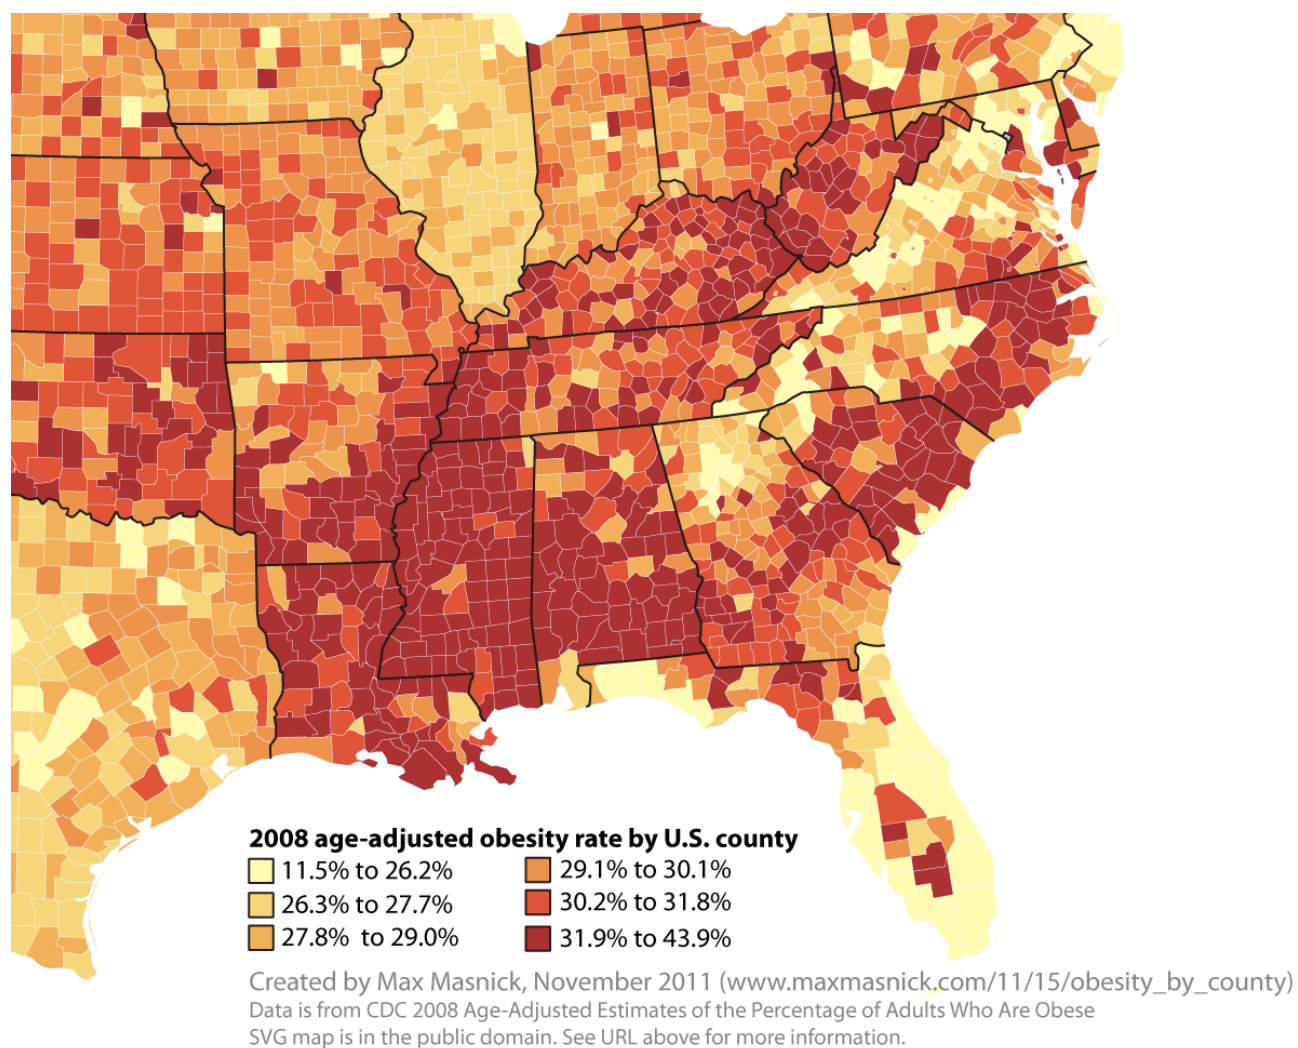 2008 age-adjusted obesity rate by U.S. county
11.5% to 26.2%
29.1% to 30.1%
26.3% to 27.7%
30.2% to 31.8%
27.8% to 29.0%
31.9% to 43.9%
Created by Max Masnick, November 2011 (www.maxmasnick.com/11/15/obesity_by_county)
Data is from CDC 2008 Age-Adjusted Estimates of the Percentage of Adults Who Are Obese
SVG map is in the public domain. See URL above for more information.